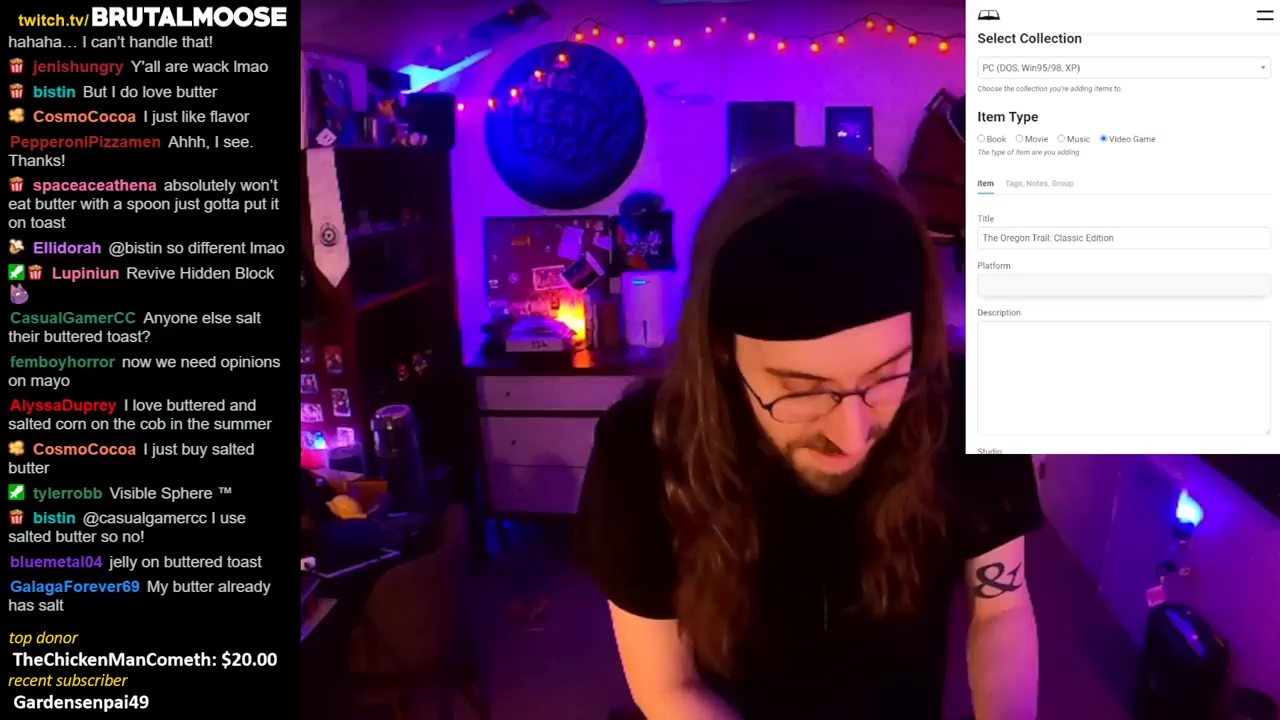 twitch.tv/BRUTALMOOSE
hahaha… I can't handle that!
jenishungry Y'all are wack lmao
bistin But I do love butter
CosmoCocoa I just like flavor
PepperoniPizzamen Ahhh, I see.
Thanks!
spaceaceathena absolutely won't
eat butter with a spoon just gotta put it
on toast
Ellidorah @bistin so different lmao
Lupiniun Revive Hidden Block
CasualGamerCC Anyone else salt
their buttered toast?
femboyhorror now we need opinions
on mayo
AlyssaDuprey I love buttered and
salted corn on the cob in the summer
CosmoCocoa I just buy salted
butter
tylerrobb Visible Sphere ™
bistin @casualgamercc I use
salted butter so no!
bluemetal04 jelly on buttered toast
GalagaForever69 My butter already
has salt
top donor
TheChickenManCometh: $20.00
recent subscriber
Gardensenpai49
&
Select Collection
PC (DOS, Win95/98, XP)
Choose the collection you're adding items to.
Item Type
Book Movie Music Video Game
The type of item are you adding
Item Tags, Notes, Group
Title
The Oregon Trail: Classic Edition
Platform
Description
Studio